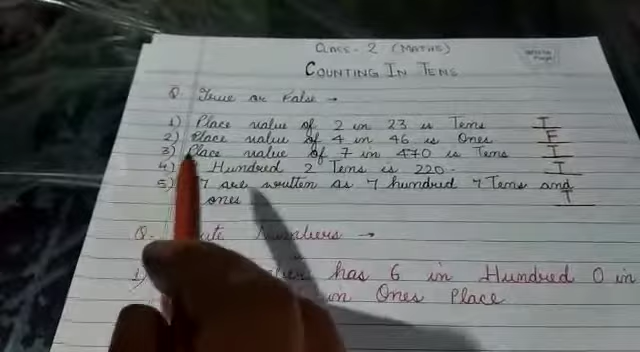 Class-2 (MATHS)
COUNTING IN TENS
Q. True or False →
1) Place value of 2 in 23 is Tens T
2) Place value of 4 in 46 is Ones F
3) Place value of 7 in 470 is Tens T
4) Hundred 2 Tens is 220. T
5) 7 are written as 7 hundred 7 Tens and
ones T
Q. Numbers →
1) has 6 in Hundred 0 in
in Ones Place